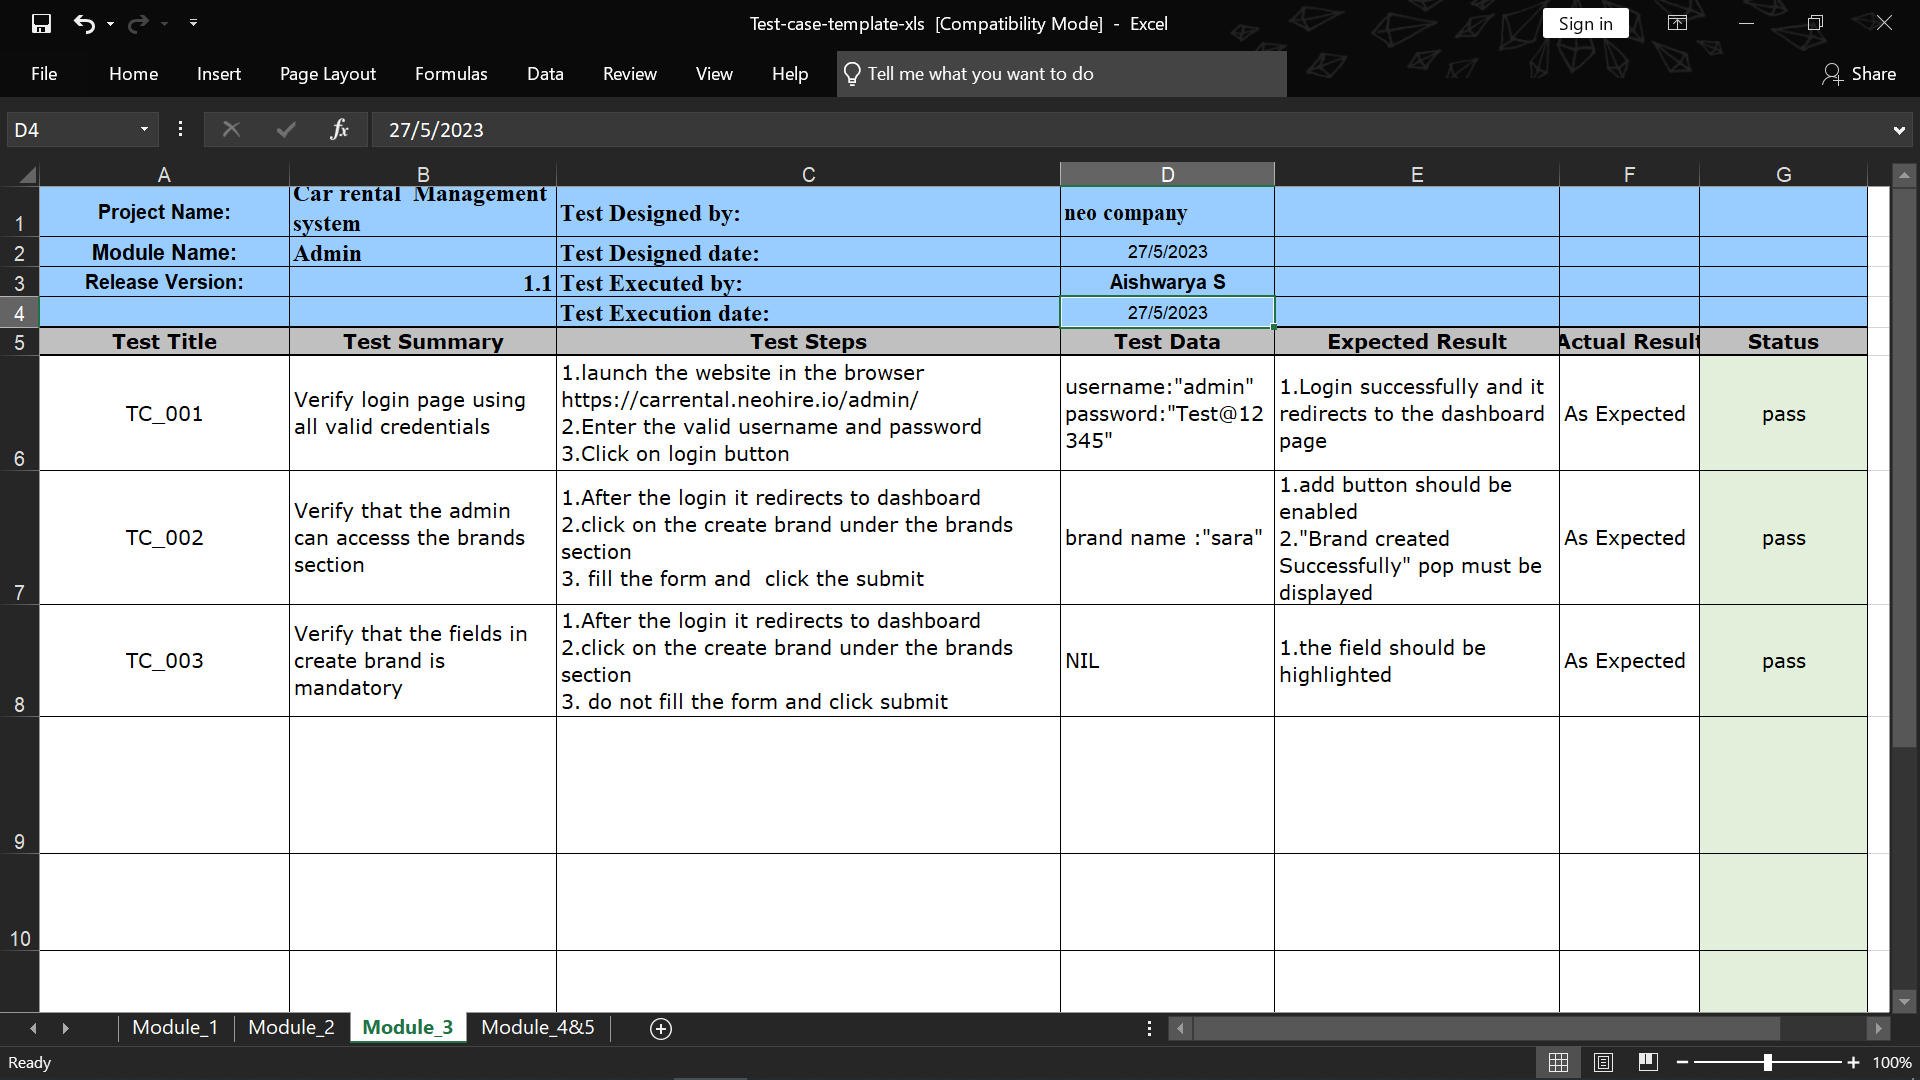 Test-case-template-xls  [Compatibility Mode]  -  Excel
Sign in
File
Home
Insert
Page Layout
Formulas
Data
Review
View
Help
Tell me what you want to do
Share
D4
fx
27/5/2023
A
B
C
D
E
F
G
1
Project Name:
Car rental  Management
system
Test Designed by:
neo company
2
Module Name:
Admin
Test Designed date:
27/5/2023
3
Release Version:
1.1
Test Executed by:
Aishwarya S
4
Test Execution date:
27/5/2023
5
Test Title
Test Summary
Test Steps
Test Data
Expected Result
Actual Result
Status
6
TC_001
Verify login page using
all valid credentials
1.launch the website in the browser
https://carrental.neohire.io/admin/
2.Enter the valid username and password
3.Click on login button
username:"admin"
password:"Test@12
345"
1.Login successfully and it
redirects to the dashboard
page
As Expected
pass
7
TC_002
Verify that the admin
can accesss the brands
section
1.After the login it redirects to dashboard
2.click on the create brand under the brands
section
3. fill the form and  click the submit
brand name :"sara"
1.add button should be
enabled
2."Brand created
Successfully" pop must be
displayed
As Expected
pass
8
TC_003
Verify that the fields in
create brand is
mandatory
1.After the login it redirects to dashboard
2.click on the create brand under the brands
section
3. do not fill the form and click submit
NIL
1.the field should be
highlighted
As Expected
pass
9
10
Module_1
Module_2
Module_3
Module_4&5
Ready
100%